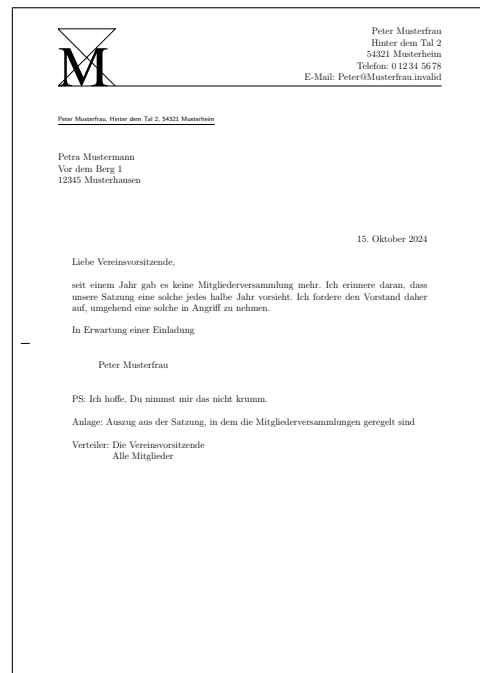 M
Peter Musterfrau
Hinter dem Tal 2
54321 Musterheim
Telefon: 0 12 34 56 78
E-Mail: Peter@Musterfrau.invalid
Peter Musterfrau, Hinter dem Tal 2, 54321 Musterheim
Petra Mustermann
Vor dem Berg 1
12345 Musterhausen
15. Oktober 2024
Liebe Vereinsvorsitzende,
seit einem Jahr gab es keine Mitgliederversammlung mehr. Ich erinnere daran, dass
unsere Satzung eine solche jedes halbe Jahr vorsieht. Ich fordere den Vorstand daher
auf, umgehend eine solche in Angriff zu nehmen.
In Erwartung einer Einladung
Peter Musterfrau
PS: Ich hoffe, Du nimmst mir das nicht krumm.
Anlage: Auszug aus der Satzung, in dem die Mitgliederversammlungen geregelt sind
Verteiler: Die Vereinsvorsitzende
Alle Mitglieder